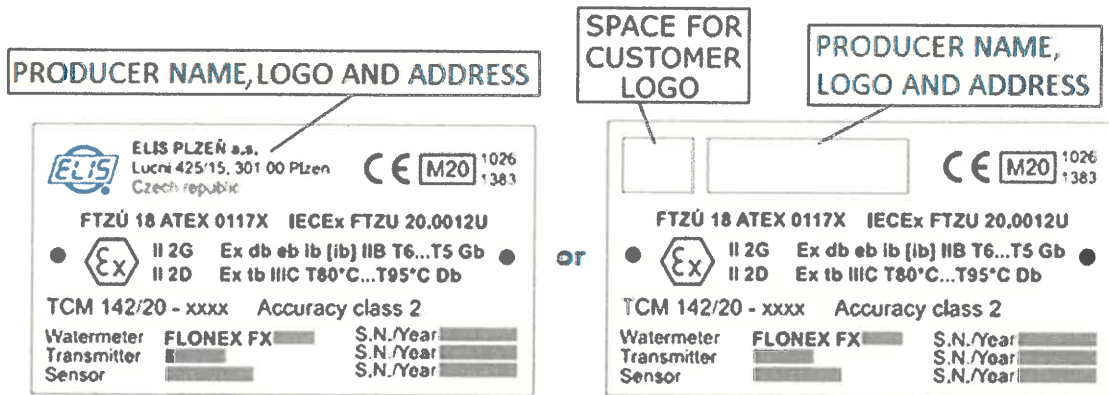 PRODUCER NAME, LOGO AND ADDRESS
SPACE FOR
CUSTOMER
LOGO
PRODUCER NAME,
LOGO AND ADDRESS
ELIS
ELIS PLZEŇ a.s.
Lucni 425/15, 301 00 Plzen
Czech republic
CE M20 1026
1383
FTZÚ 18 ATEX 0117X IECEx FTZU 20.0012U
Ex II 2G Ex db eb ib [ib] IIB T6...T5 Gb
II 2D Ex tb IIIC T80°C...T95°C Db
TCM 142/20 - xxxx Accuracy class 2
Watermeter FLONEX FX S.N./Year
Transmitter S.N./Year
Sensor S.N./Year
or
CE M20 1026
1383
FTZÚ 18 ATEX 0117X IECEx FTZU 20.0012U
Ex II 2G Ex db eb ib [ib] IIB T6...T5 Gb
II 2D Ex tb IIIC T80°C...T95°C Db
TCM 142/20 - xxxx Accuracy class 2
Watermeter FLONEX FX S.N./Year
Transmitter S.N./Year
Sensor S.N./Year